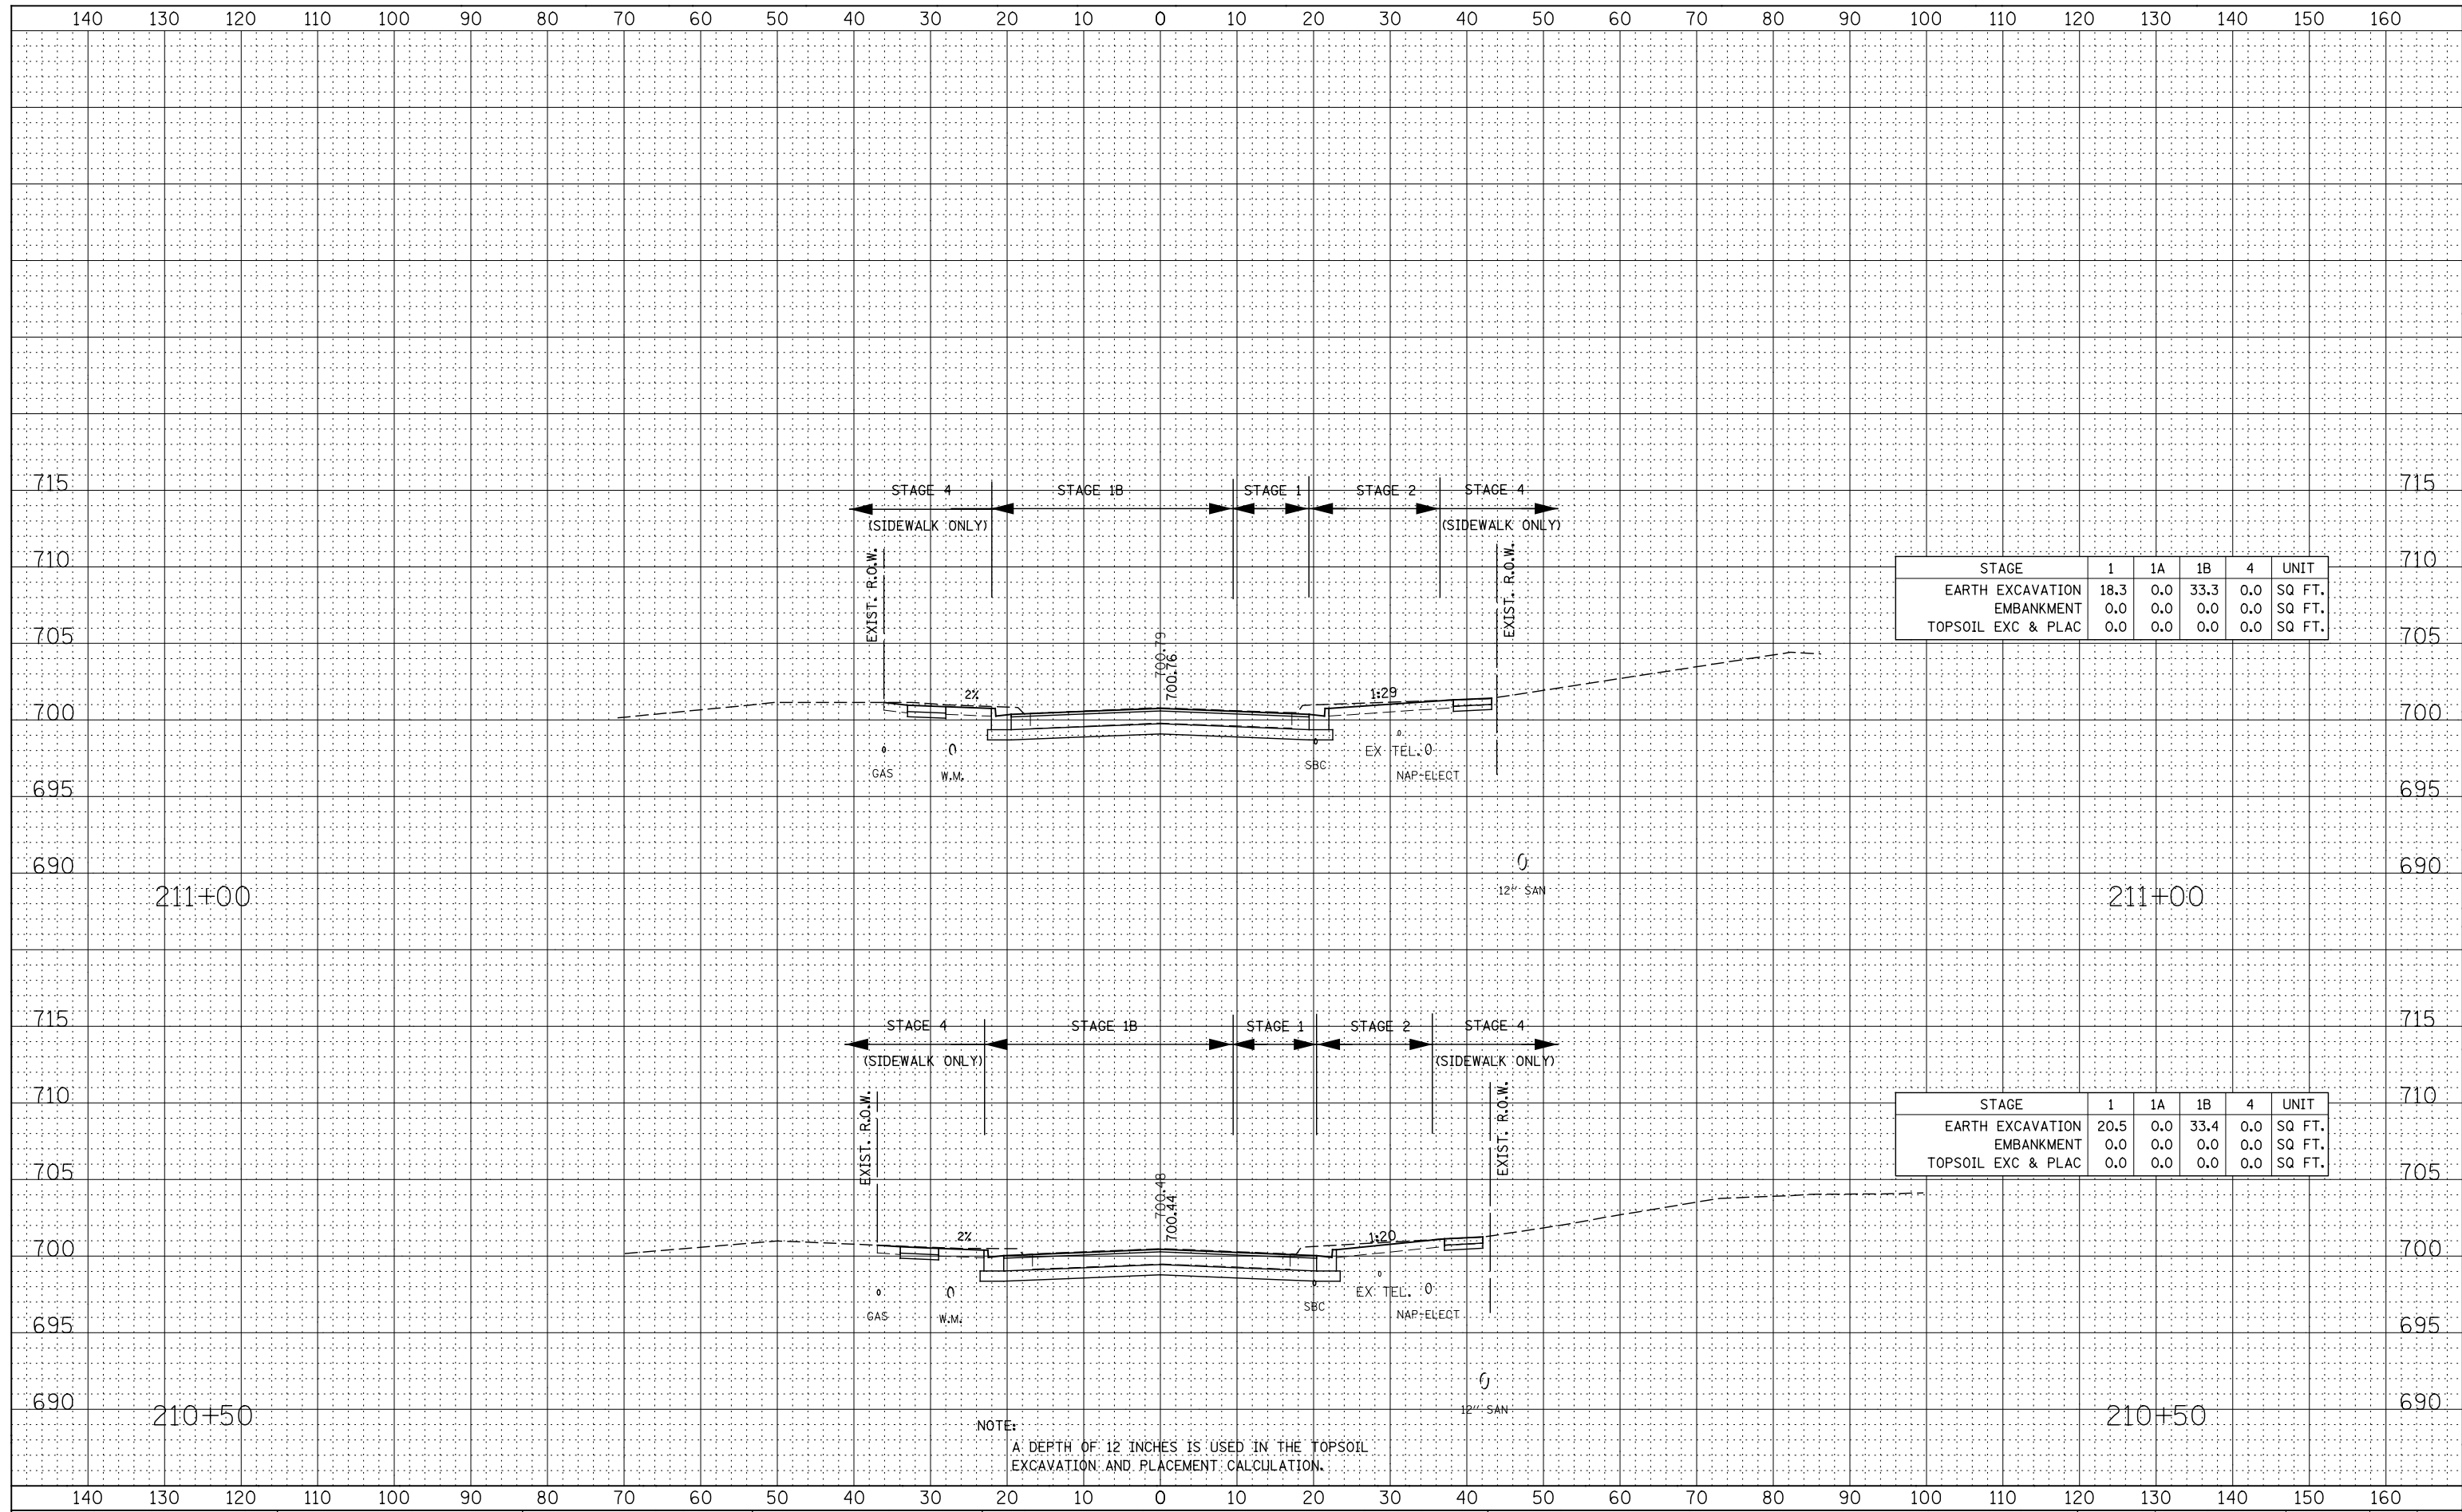 140 130 120 110 100 90 80 70 60 50 40 30 20 10 0 10 20 30 40 50 60 70 80 90 100 110 120 130 140 150 160
715 STAGE 4 STAGE 1B STAGE 1 STAGE 2 STAGE 4 715
(SIDEWALK ONLY) (SIDEWALK ONLY)
710 EXIST. R.O.W. EXIST. R.O.W. 710
STAGE 1 1A 1B 4 UNIT
EARTH EXCAVATION 18.3 0.0 33.3 0.0 SQ FT.
EMBANKMENT 0.0 0.0 0.0 0.0 SQ FT.
TOPSOIL EXC & PLAC 0.0 0.0 0.0 0.0 SQ FT.
705 705
700.79
700.76
2% 1:29
700 700
EX TEL.
GAS W.M. SBC NAP-ELECT
695 695
690 690
12" SAN
211+00 211+00
715 STAGE 4 STAGE 1B STAGE 1 STAGE 2 STAGE 4 715
(SIDEWALK ONLY) (SIDEWALK ONLY)
710 EXIST. R.O.W. EXIST. R.O.W. 710
STAGE 1 1A 1B 4 UNIT
EARTH EXCAVATION 20.5 0.0 33.4 0.0 SQ FT.
EMBANKMENT 0.0 0.0 0.0 0.0 SQ FT.
TOPSOIL EXC & PLAC 0.0 0.0 0.0 0.0 SQ FT.
705 705
700.48
700.44
2% 1:20
700 700
EX TEL.
GAS W.M. SBC NAP-ELECT
695 695
690 690
12" SAN
210+50 210+50
NOTE:
A DEPTH OF 12 INCHES IS USED IN THE TOPSOIL
EXCAVATION AND PLACEMENT CALCULATION.
140 130 120 110 100 90 80 70 60 50 40 30 20 10 0 10 20 30 40 50 60 70 80 90 100 110 120 130 140 150 160